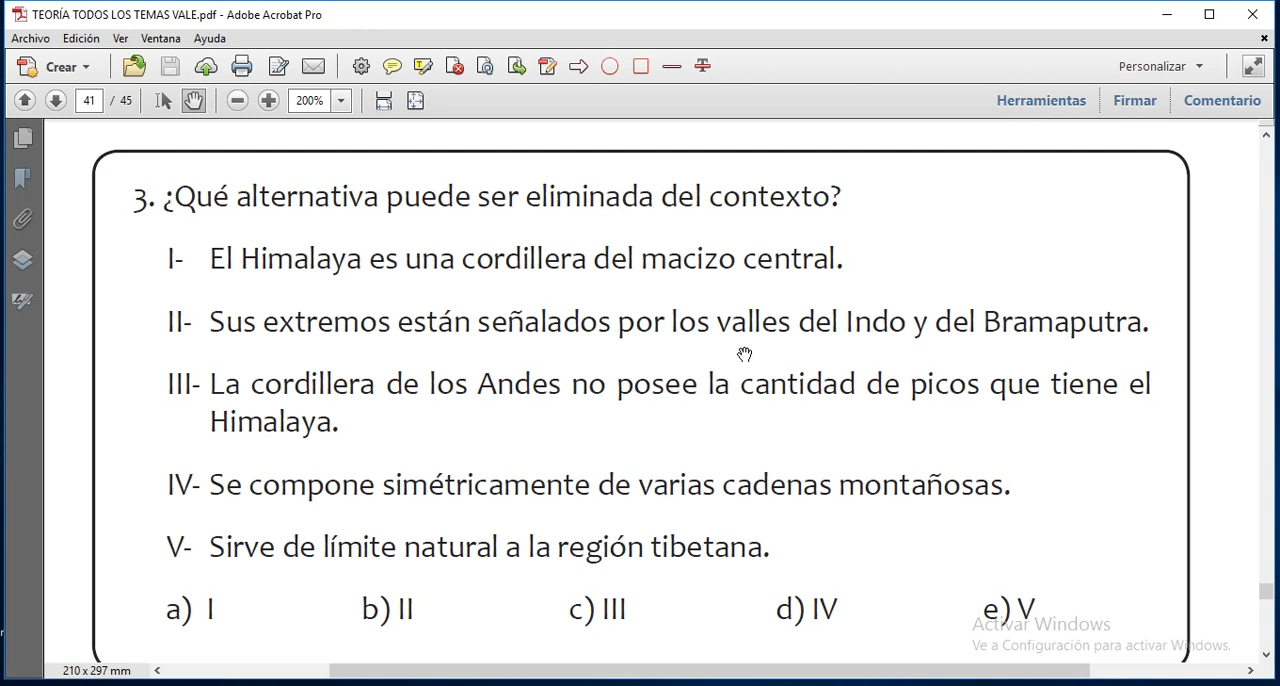 TEORÍA TODOS LOS TEMAS VALE.pdf - Adobe Acrobat Pro
Archivo Edición Ver Ventana Ayuda
Crear Personalizar
41 / 45 200% Herramientas Firmar Comentario
3. ¿Qué alternativa puede ser eliminada del contexto?
I- El Himalaya es una cordillera del macizo central.
II- Sus extremos están señalados por los valles del Indo y del Bramaputra.
III- La cordillera de los Andes no posee la cantidad de picos que tiene el
Himalaya.
IV- Se compone simétricamente de varias cadenas montañosas.
V- Sirve de límite natural a la región tibetana.
a) I b) II c) III d) IV e) V
Activar Windows
Ve a Configuración para activar Windows.
210 x 297 mm